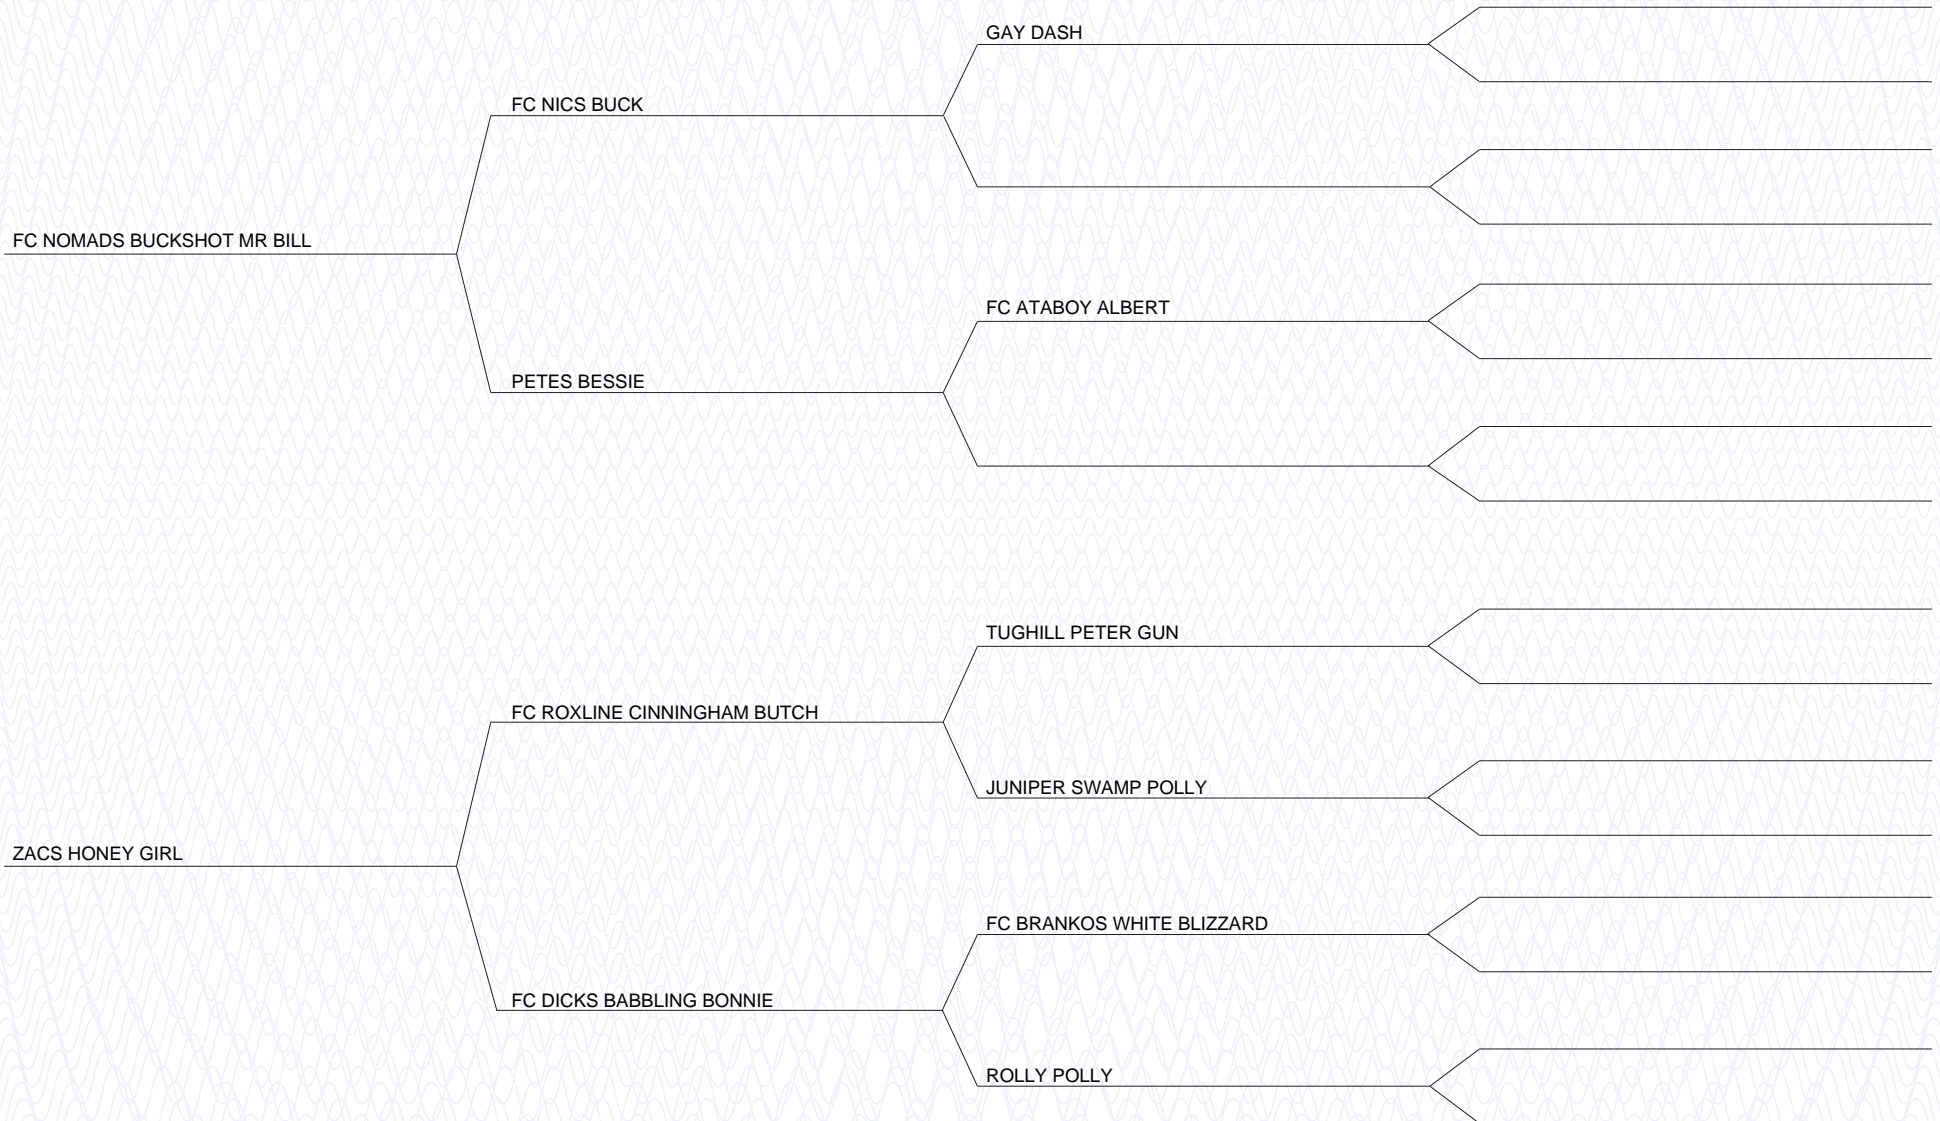 GAY DASH
FC NICS BUCK
FC NOMADS BUCKSHOT MR BILL
FC ATABOY ALBERT
PETES BESSIE
TUGHILL PETER GUN
FC ROXLINE CINNINGHAM BUTCH
JUNIPER SWAMP POLLY
ZACS HONEY GIRL
FC BRANKOS WHITE BLIZZARD
FC DICKS BABBLING BONNIE
ROLLY POLLY